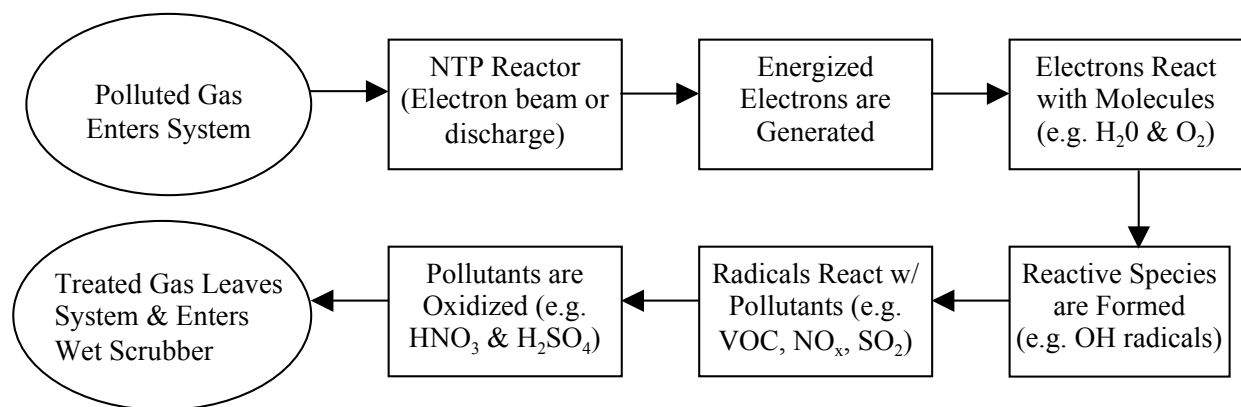 Polluted Gas
Enters System
NTP Reactor
(Electron beam or
discharge)
Energized
Electrons are
Generated
Electrons React
with Molecules
(e.g. H₂0 & O₂)
Reactive Species
are Formed
(e.g. OH radicals)
Radicals React w/
Pollutants (e.g.
VOC, NOₓ, SO₂)
Pollutants are
Oxidized (e.g.
HNO₃ & H₂SO₄)
Treated Gas Leaves
System & Enters
Wet Scrubber